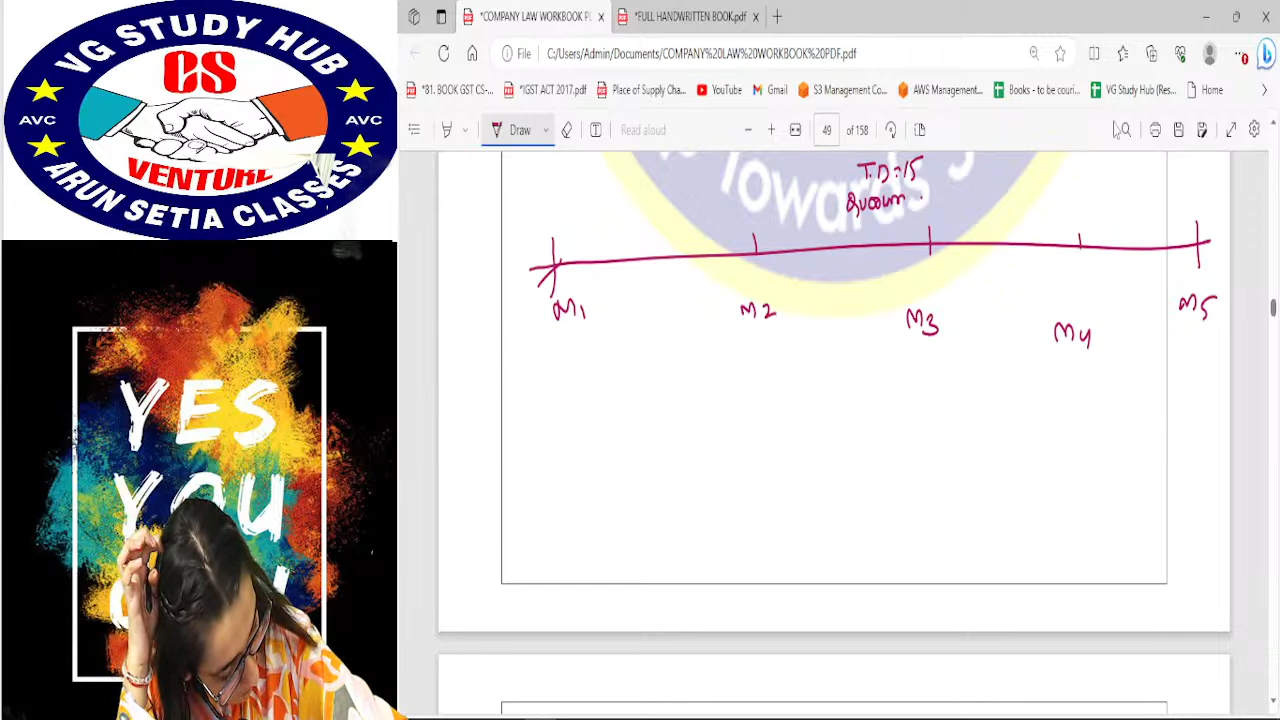 VG STUDY HUB
CS
AVC
AVC
VENTURE
ARUN SETIA CLASSES
YES
YOU
*COMPANY LAW WORKBOOK P
*FULL HANDWRITTEN BOOK.pdf
File
C:/Users/Admin/Documents/COMPANY%20LAW%20WORKBOOK%20PDF.pdf
*81. BOOK GST CS-...
*IGST ACT 2017.pdf
Place of Supply Cha...
YouTube
Gmail
S3 Management Co...
AWS Management...
Books - to be couri...
VG Study Hub (Res...
Home
Draw
Read aloud
49
of 158
Towards
T.D = 15
Quorum
M1
M2
M3
M4
M5